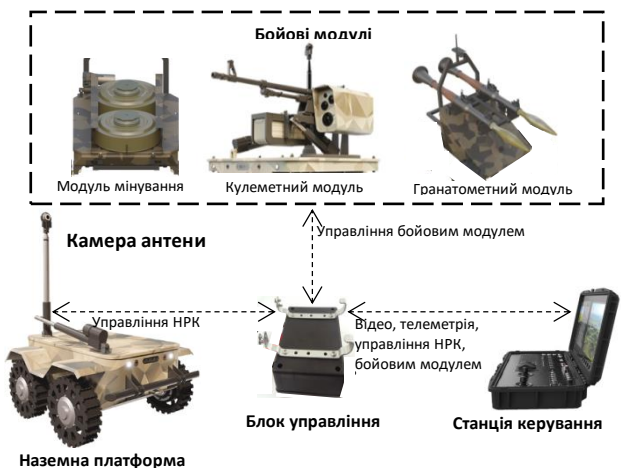 Бойові модулі
Модуль мінування
Кулеметний модуль
Гранатометний модуль
Камера антени
Управління бойовим модулем
Управління НРК
Відео, телеметрія,
управління НРК,
бойовим модулем
Блок управління
Станція керування
Наземна платформа